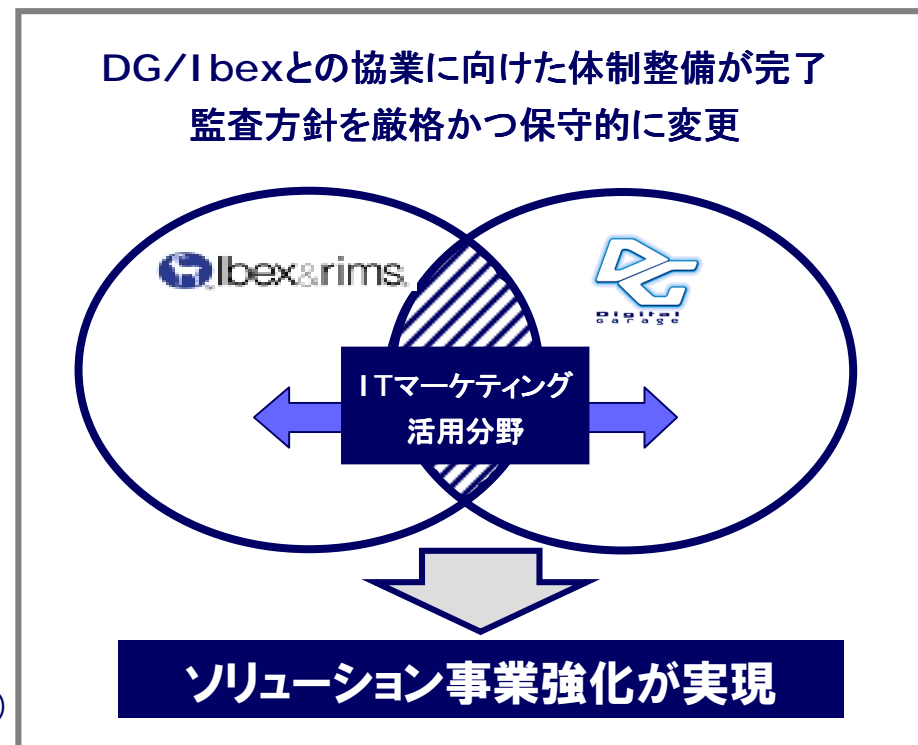 DG/Ibexとの協業に向けた体制整備が完了
監査方針を厳格かつ保守的に変更
Ibex&rims.
DG
Digital
Garage
ITマーケティング
活用分野
ソリューション事業強化が実現
)